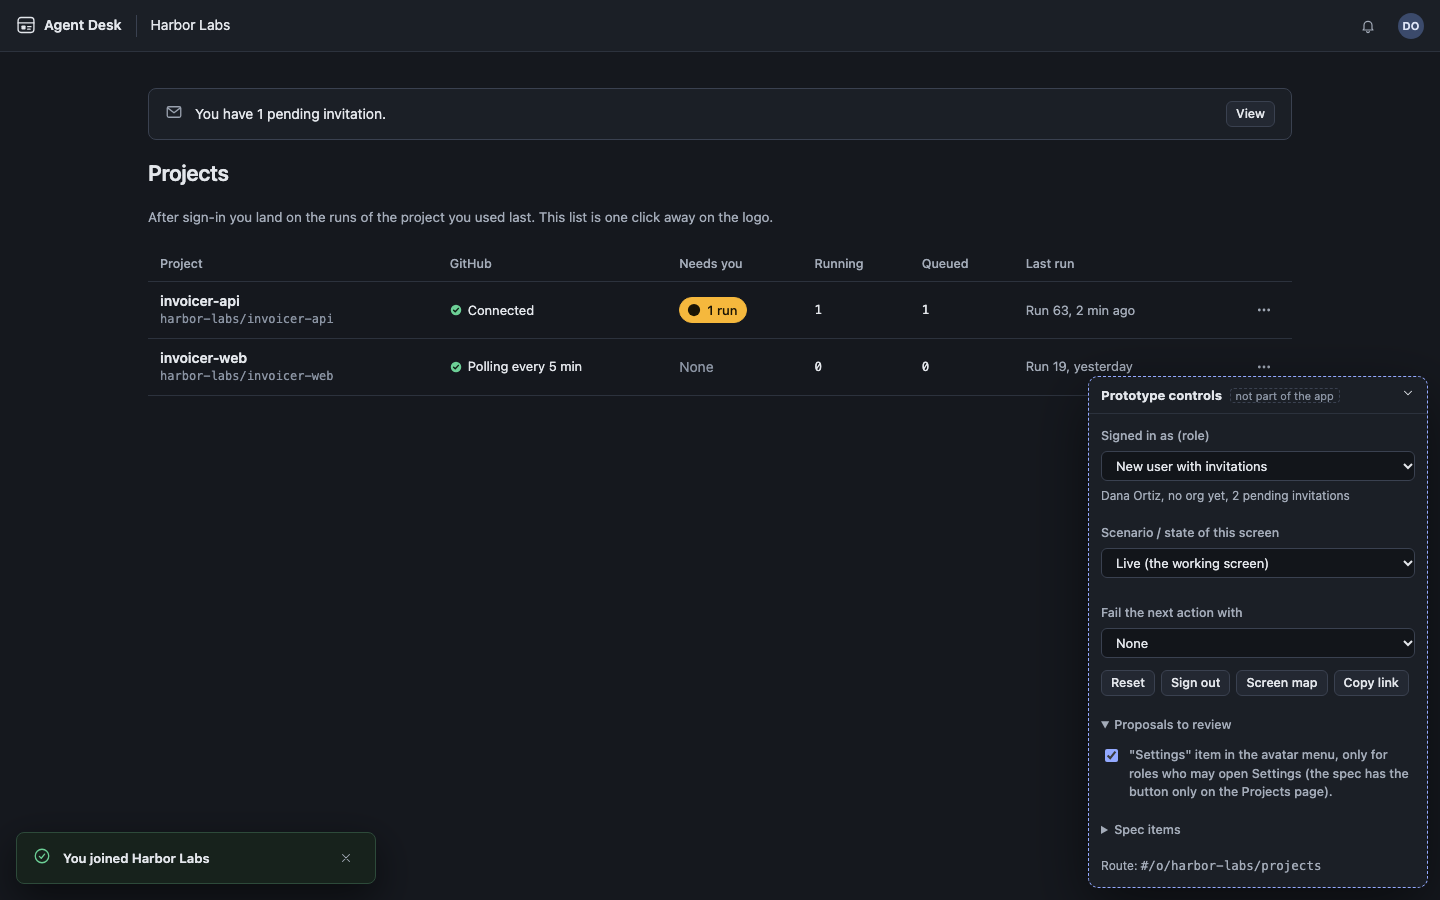 Agent Desk
Harbor Labs
DO
You have 1 pending invitation.
View
Projects
After sign-in you land on the runs of the project you used last. This list is one click away on the logo.
Project GitHub Needs you Running Queued Last run
invoicer-api
harbor-labs/invoicer-api
Connected 1 run 1 1 Run 63, 2 min ago
invoicer-web
harbor-labs/invoicer-web
Polling every 5 min None 0 0 Run 19, yesterday
Prototype controls not part of the app
Signed in as (role)
New user with invitations
Dana Ortiz, no org yet, 2 pending invitations
Scenario / state of this screen
Live (the working screen)
Fail the next action with
None
Reset Sign out Screen map Copy link
Proposals to review
"Settings" item in the avatar menu, only for
roles who may open Settings (the spec has the
button only on the Projects page).
Spec items
Route: #/o/harbor-labs/projects
You joined Harbor Labs